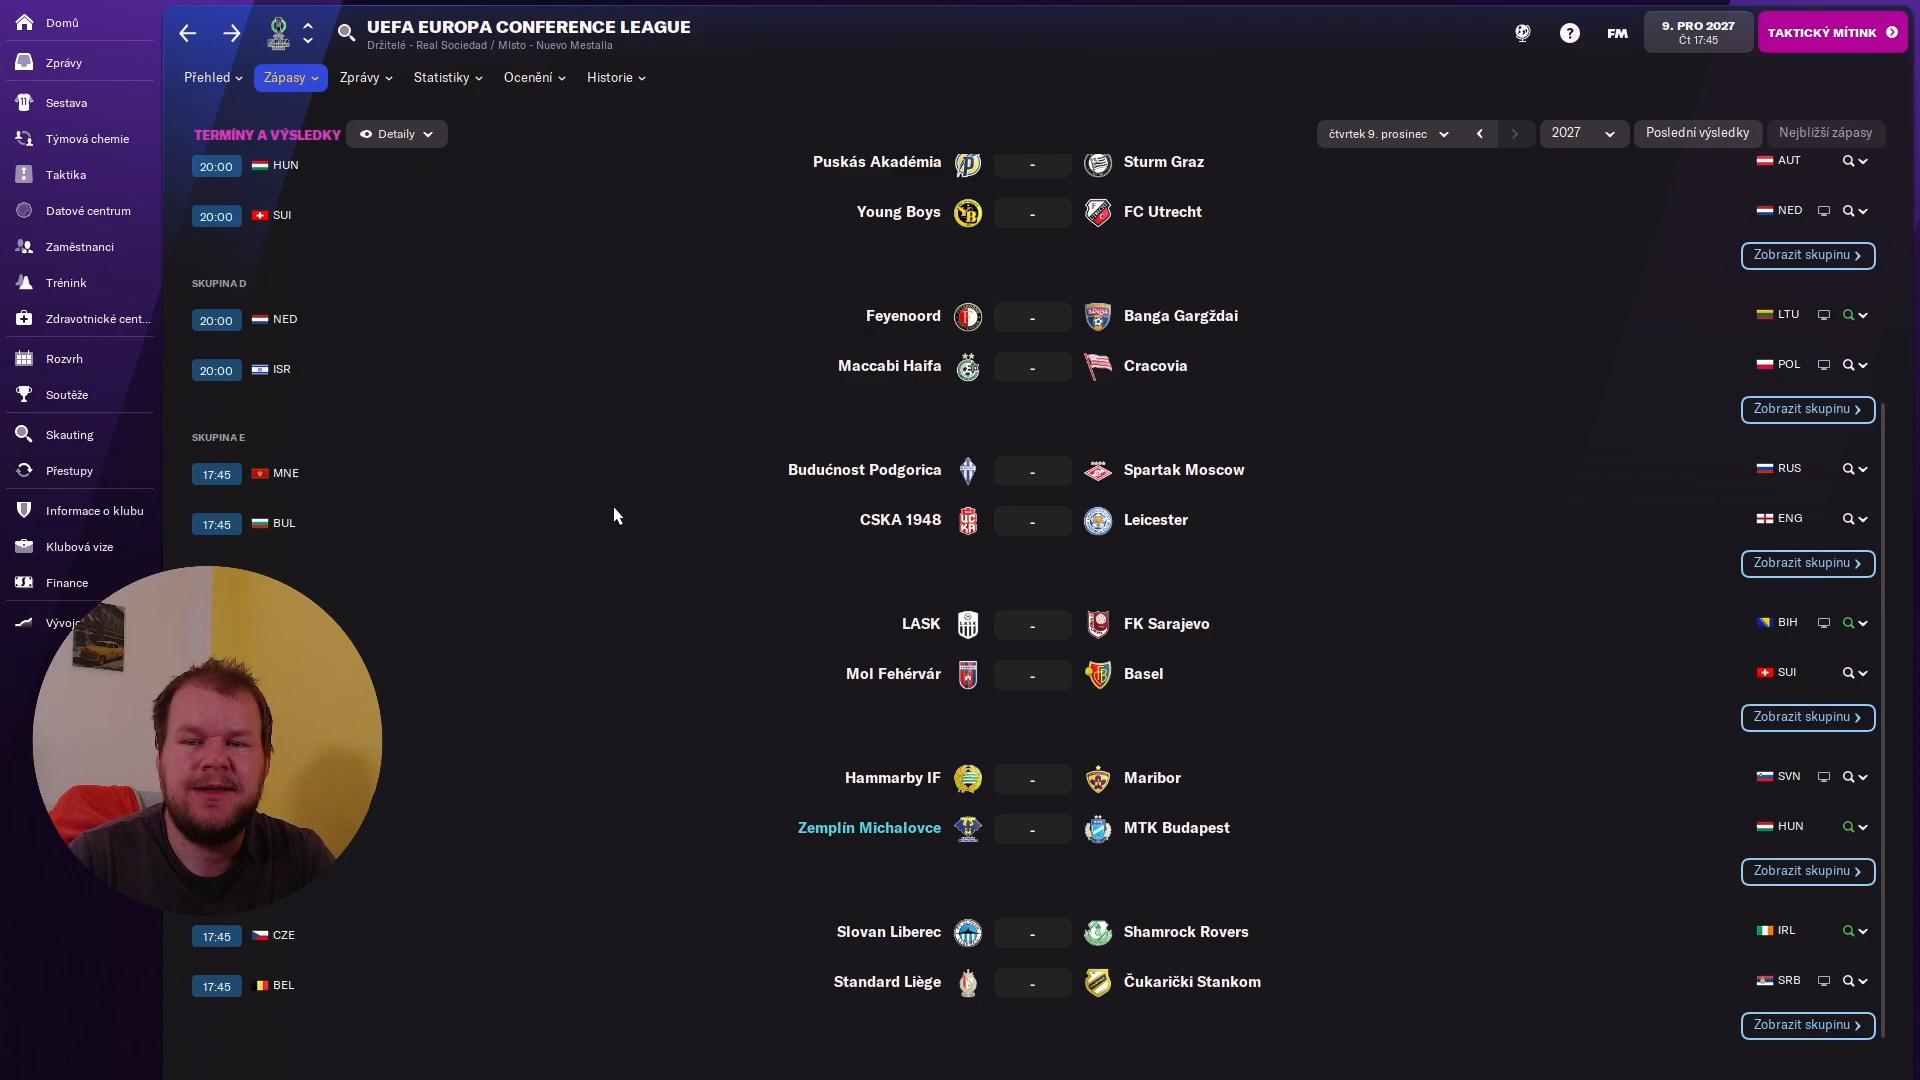 Domů
Zprávy
Sestava
Týmová chemie
Taktika
Datové centrum
Zaměstnanci
Trénink
Zdravotnické cent...
Rozvrh
Soutěže
Skauting
Přestupy
Informace o klubu
Klubová vize
Finance
UEFA EUROPA CONFERENCE LEAGUE
Držitelé - Real Sociedad / Místo - Nuevo Mestalla
FM
9. PRO 2027
Čt 17:45
TAKTICKÝ MÍTINK
Přehled
Zápasy
Zprávy
Statistiky
Ocenění
Historie
TERMÍNY A VÝSLEDKY
Detaily
čtvrtek 9. prosinec
2027
Poslední výsledky
Nejbližší zápasy
20:00 HUN Puskás Akadémia - Sturm Graz AUT
20:00 SUI Young Boys - FC Utrecht NED
Zobrazit skupinu
SKUPINA D
20:00 NED Feyenoord - Banga Gargždai LTU
20:00 ISR Maccabi Haifa - Cracovia POL
Zobrazit skupinu
SKUPINA E
17:45 MNE Budućnost Podgorica - Spartak Moscow RUS
17:45 BUL CSKA 1948 - Leicester ENG
Zobrazit skupinu
LASK - FK Sarajevo BIH
Mol Fehérvár - Basel SUI
Zobrazit skupinu
Hammarby IF - Maribor SVN
Zemplín Michalovce - MTK Budapest HUN
Zobrazit skupinu
17:45 CZE Slovan Liberec - Shamrock Rovers IRL
17:45 BEL Standard Liège - Čukarički Stankom SRB
Zobrazit skupinu